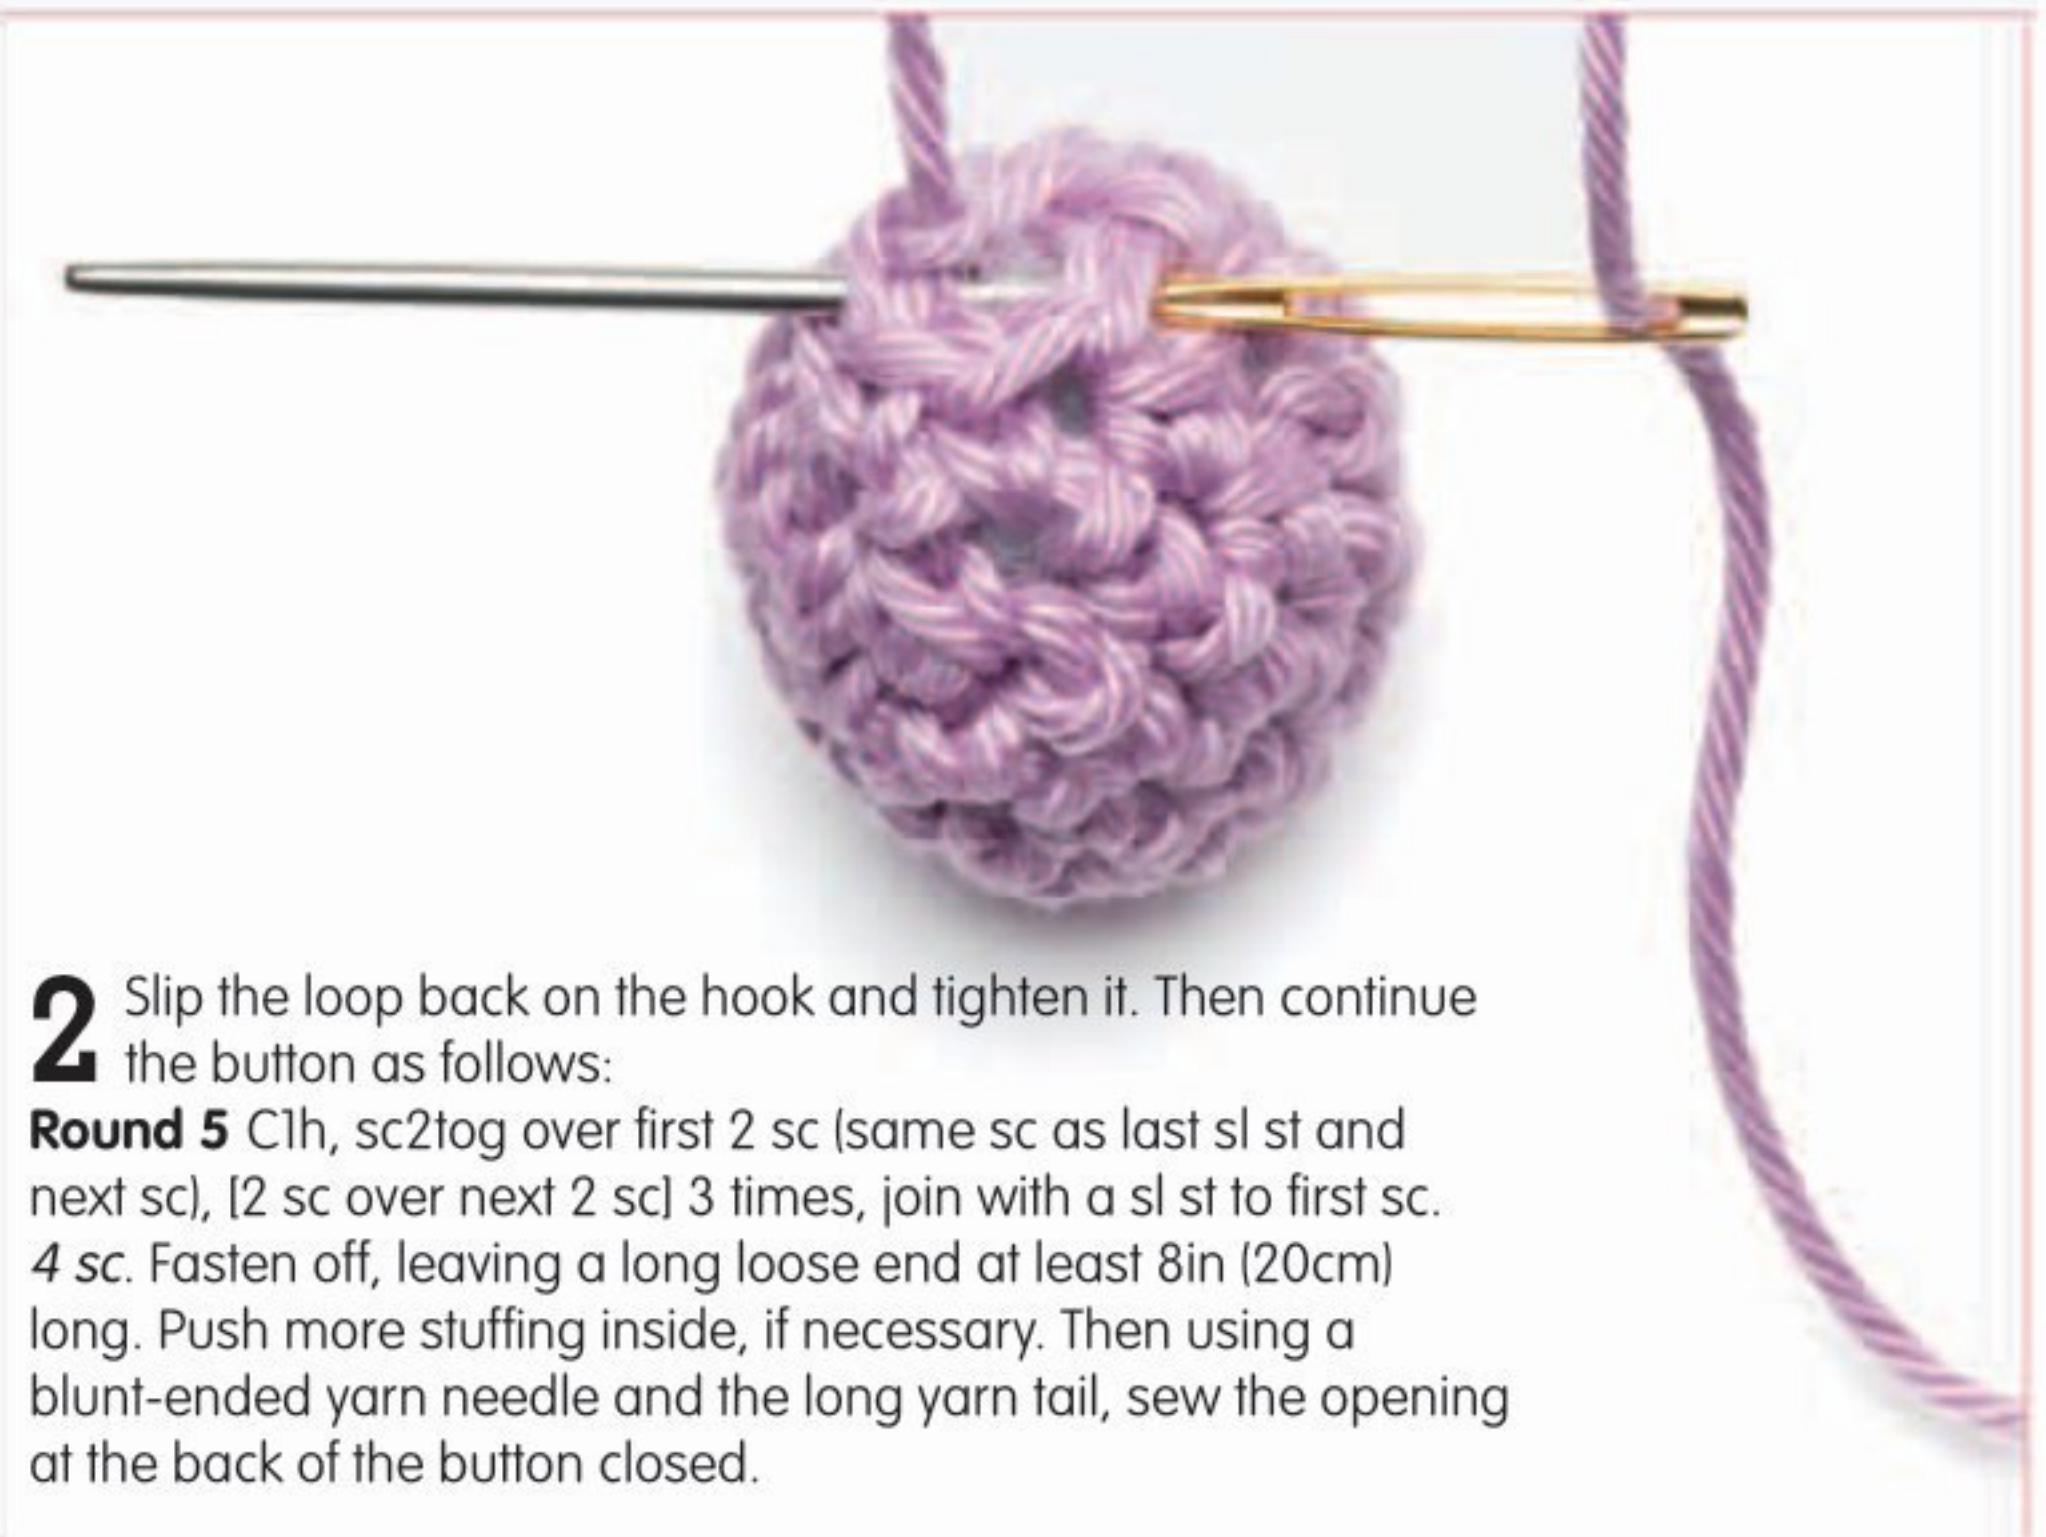 2 Slip the loop back on the hook and tighten it. Then continue
the button as follows:
Round 5 C1h, sc2tog over first 2 sc (same sc as last sl st and
next sc), [2 sc over next 2 sc] 3 times, join with a sl st to first sc.
4 sc. Fasten off, leaving a long loose end at least 8in (20cm)
long. Push more stuffing inside, if necessary. Then using a
blunt-ended yarn needle and the long yarn tail, sew the opening
at the back of the button closed.